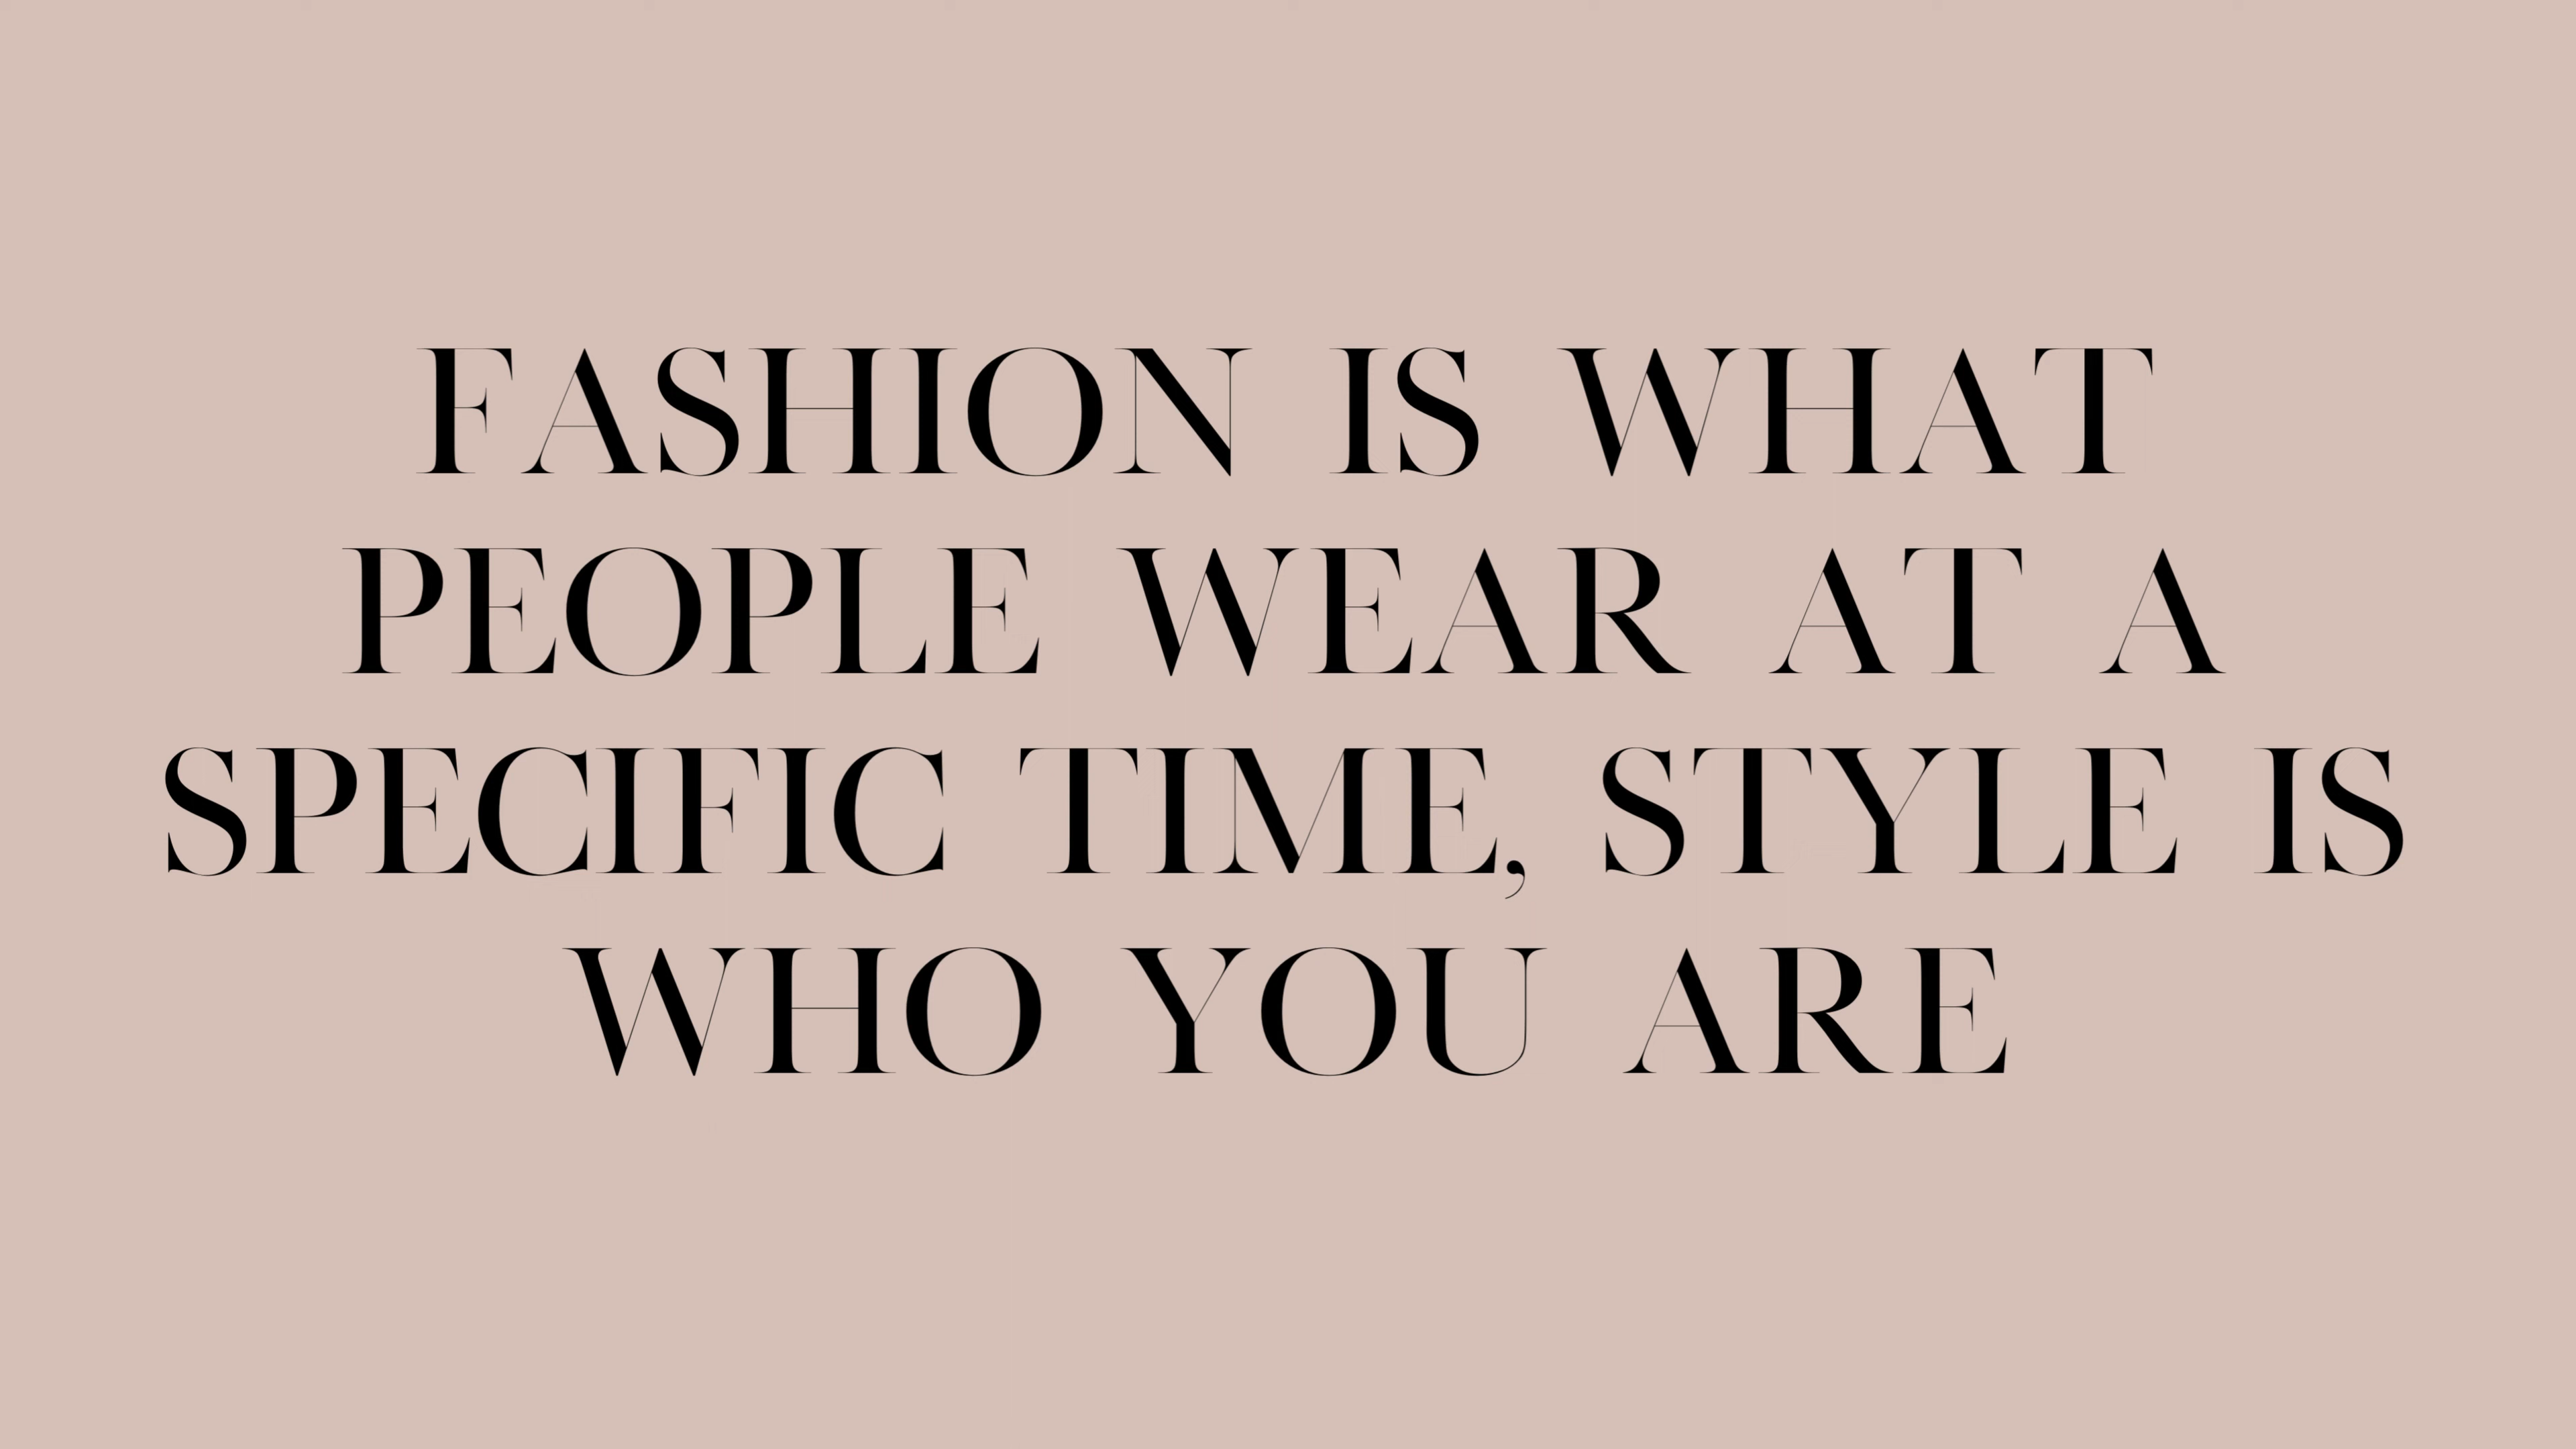 FASHION IS WHAT
PEOPLE WEAR AT A
SPECIFIC TIME, STYLE IS
WHO YOU ARE